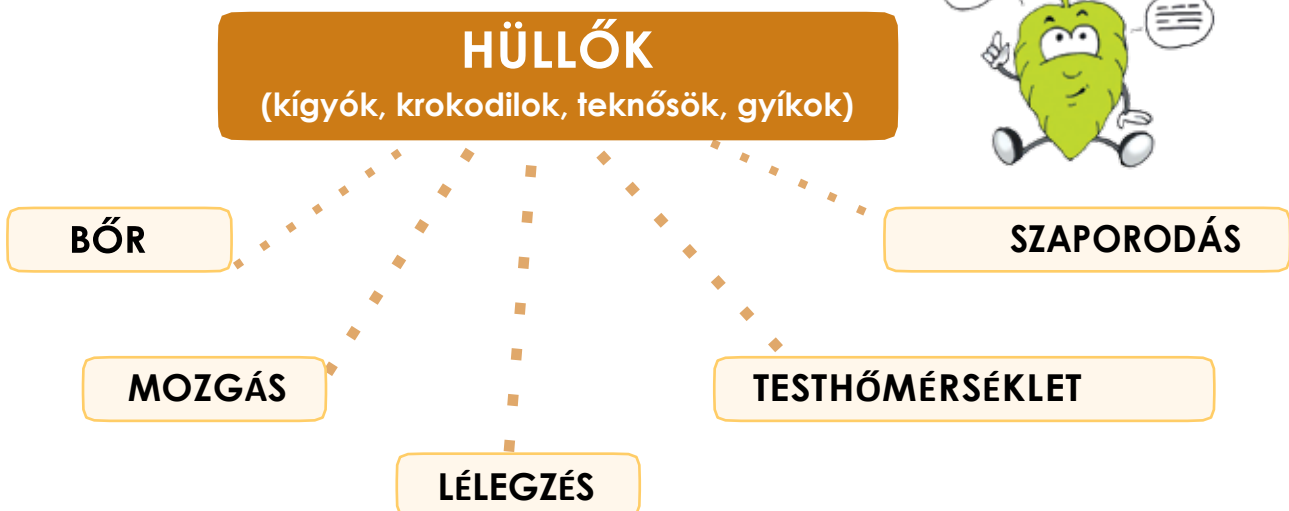 HÜLLŐK
(kígyók, krokodilok, teknősök, gyíkok)
BŐR
SZAPORODÁS
MOZGÁS
TESTHŐMÉRSÉKLET
LÉLEGZÉS